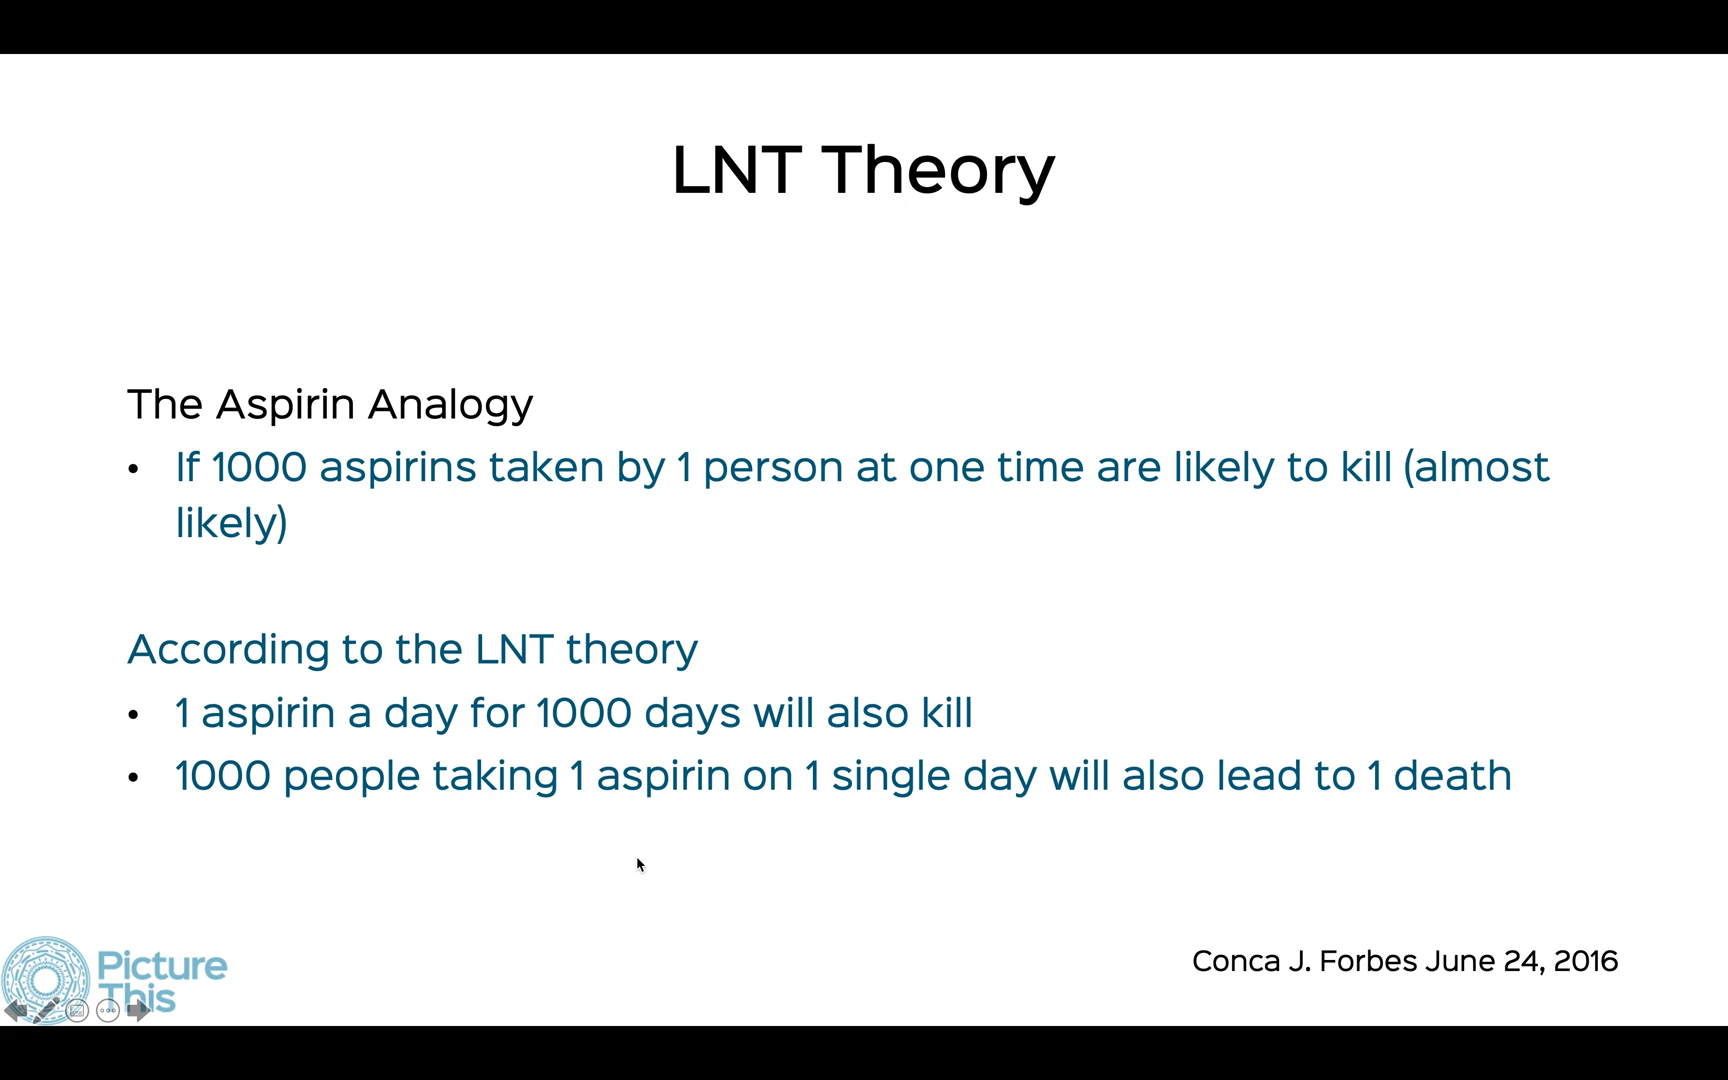 LNT Theory
The Aspirin Analogy
• If 1000 aspirins taken by 1 person at one time are likely to kill (almost
likely)
According to the LNT theory
• 1 aspirin a day for 1000 days will also kill
• 1000 people taking 1 aspirin on 1 single day will also lead to 1 death
Conca J. Forbes June 24, 2016
Picture
This